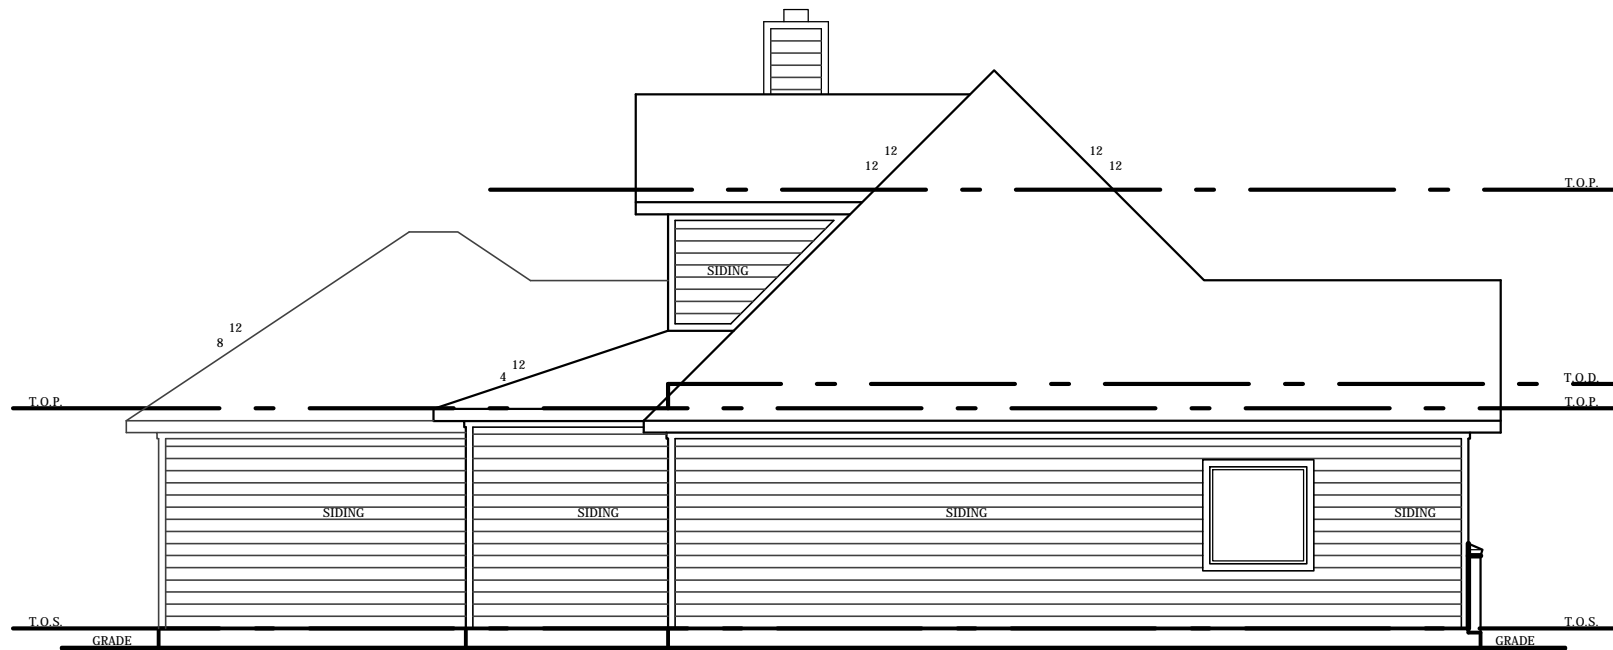 12
12
12
12
T.O.P.
SIDING
12
8
12
4
T.O.D.
T.O.P.
T.O.P.
SIDING
SIDING
SIDING
SIDING
T.O.S.
T.O.S.
GRADE
GRADE